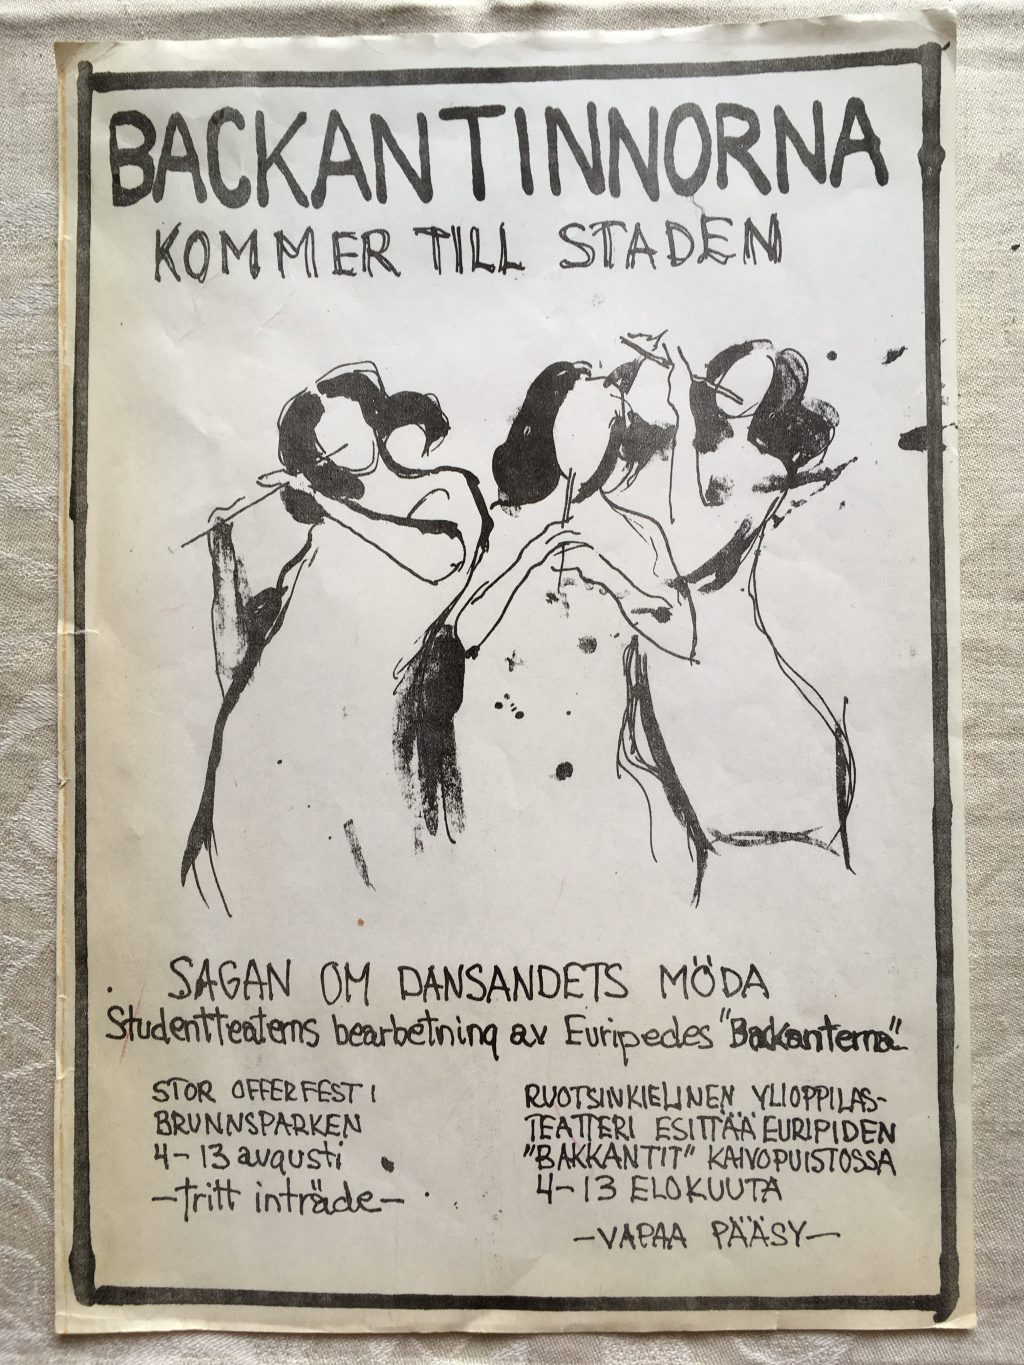 BACKANTINNORNA
KOMMER TILL STADEN
SAGAN OM DANSANDETS MÖDA
Studentteaterns bearbetning av Euripedes "Backanterna"
STOR OFFERFEST I
BRUNNSPARKEN
4-13 augusti
-fritt inträde-
RUOTSINKIELINEN YLIOPPILAS-
TEATTERI ESITTÄÄ EURIPIDEN
"BAKKANTIT" KAIVOPUISTOSSA
4-13 ELOKUUTA
-VAPAA PÄÄSY-